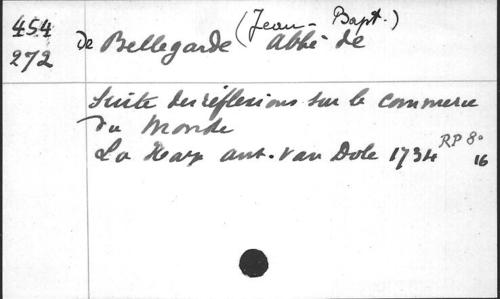 454
272
de Bellegarde (Jean-Bapt.) Abbé de
Suite des réflexions sur le commerce
du Monde
La Haye ant. van Dole 1734 RP 8°
16